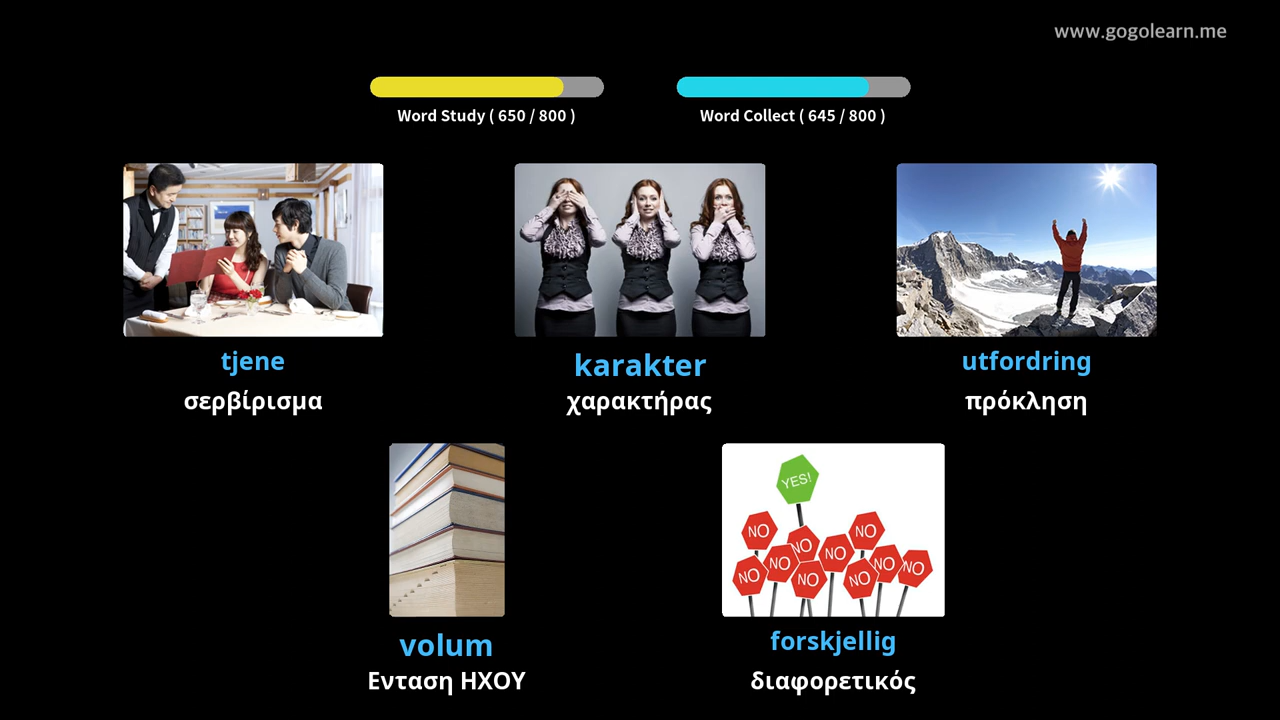 www.gogolearn.me
Word Study ( 650 / 800 )
Word Collect ( 645 / 800 )
tjene
σερβίρισμα
karakter
χαρακτήρας
utfordring
πρόκληση
YES!
NO
NO
NO
NO
NO
NO
NO
NO
NO
NO
volum
Ενταση ΗΧΟΥ
forskjellig
διαφορετικός